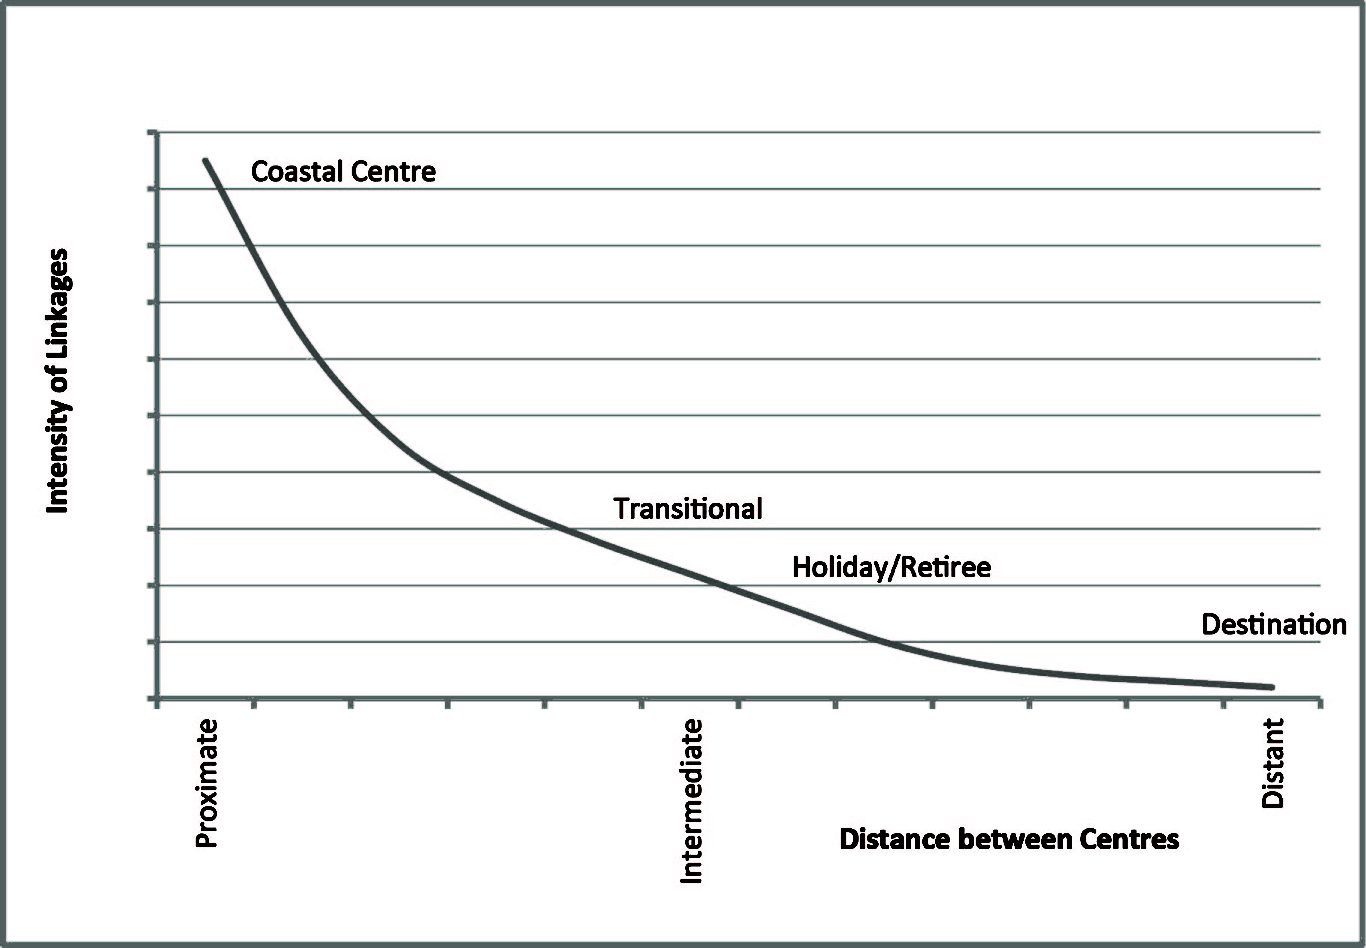 Coastal Centre
Intensity of Linkages
Transitional
Holiday/Retiree
Destination
Proximate
Intermediate
Distant
Distance between Centres